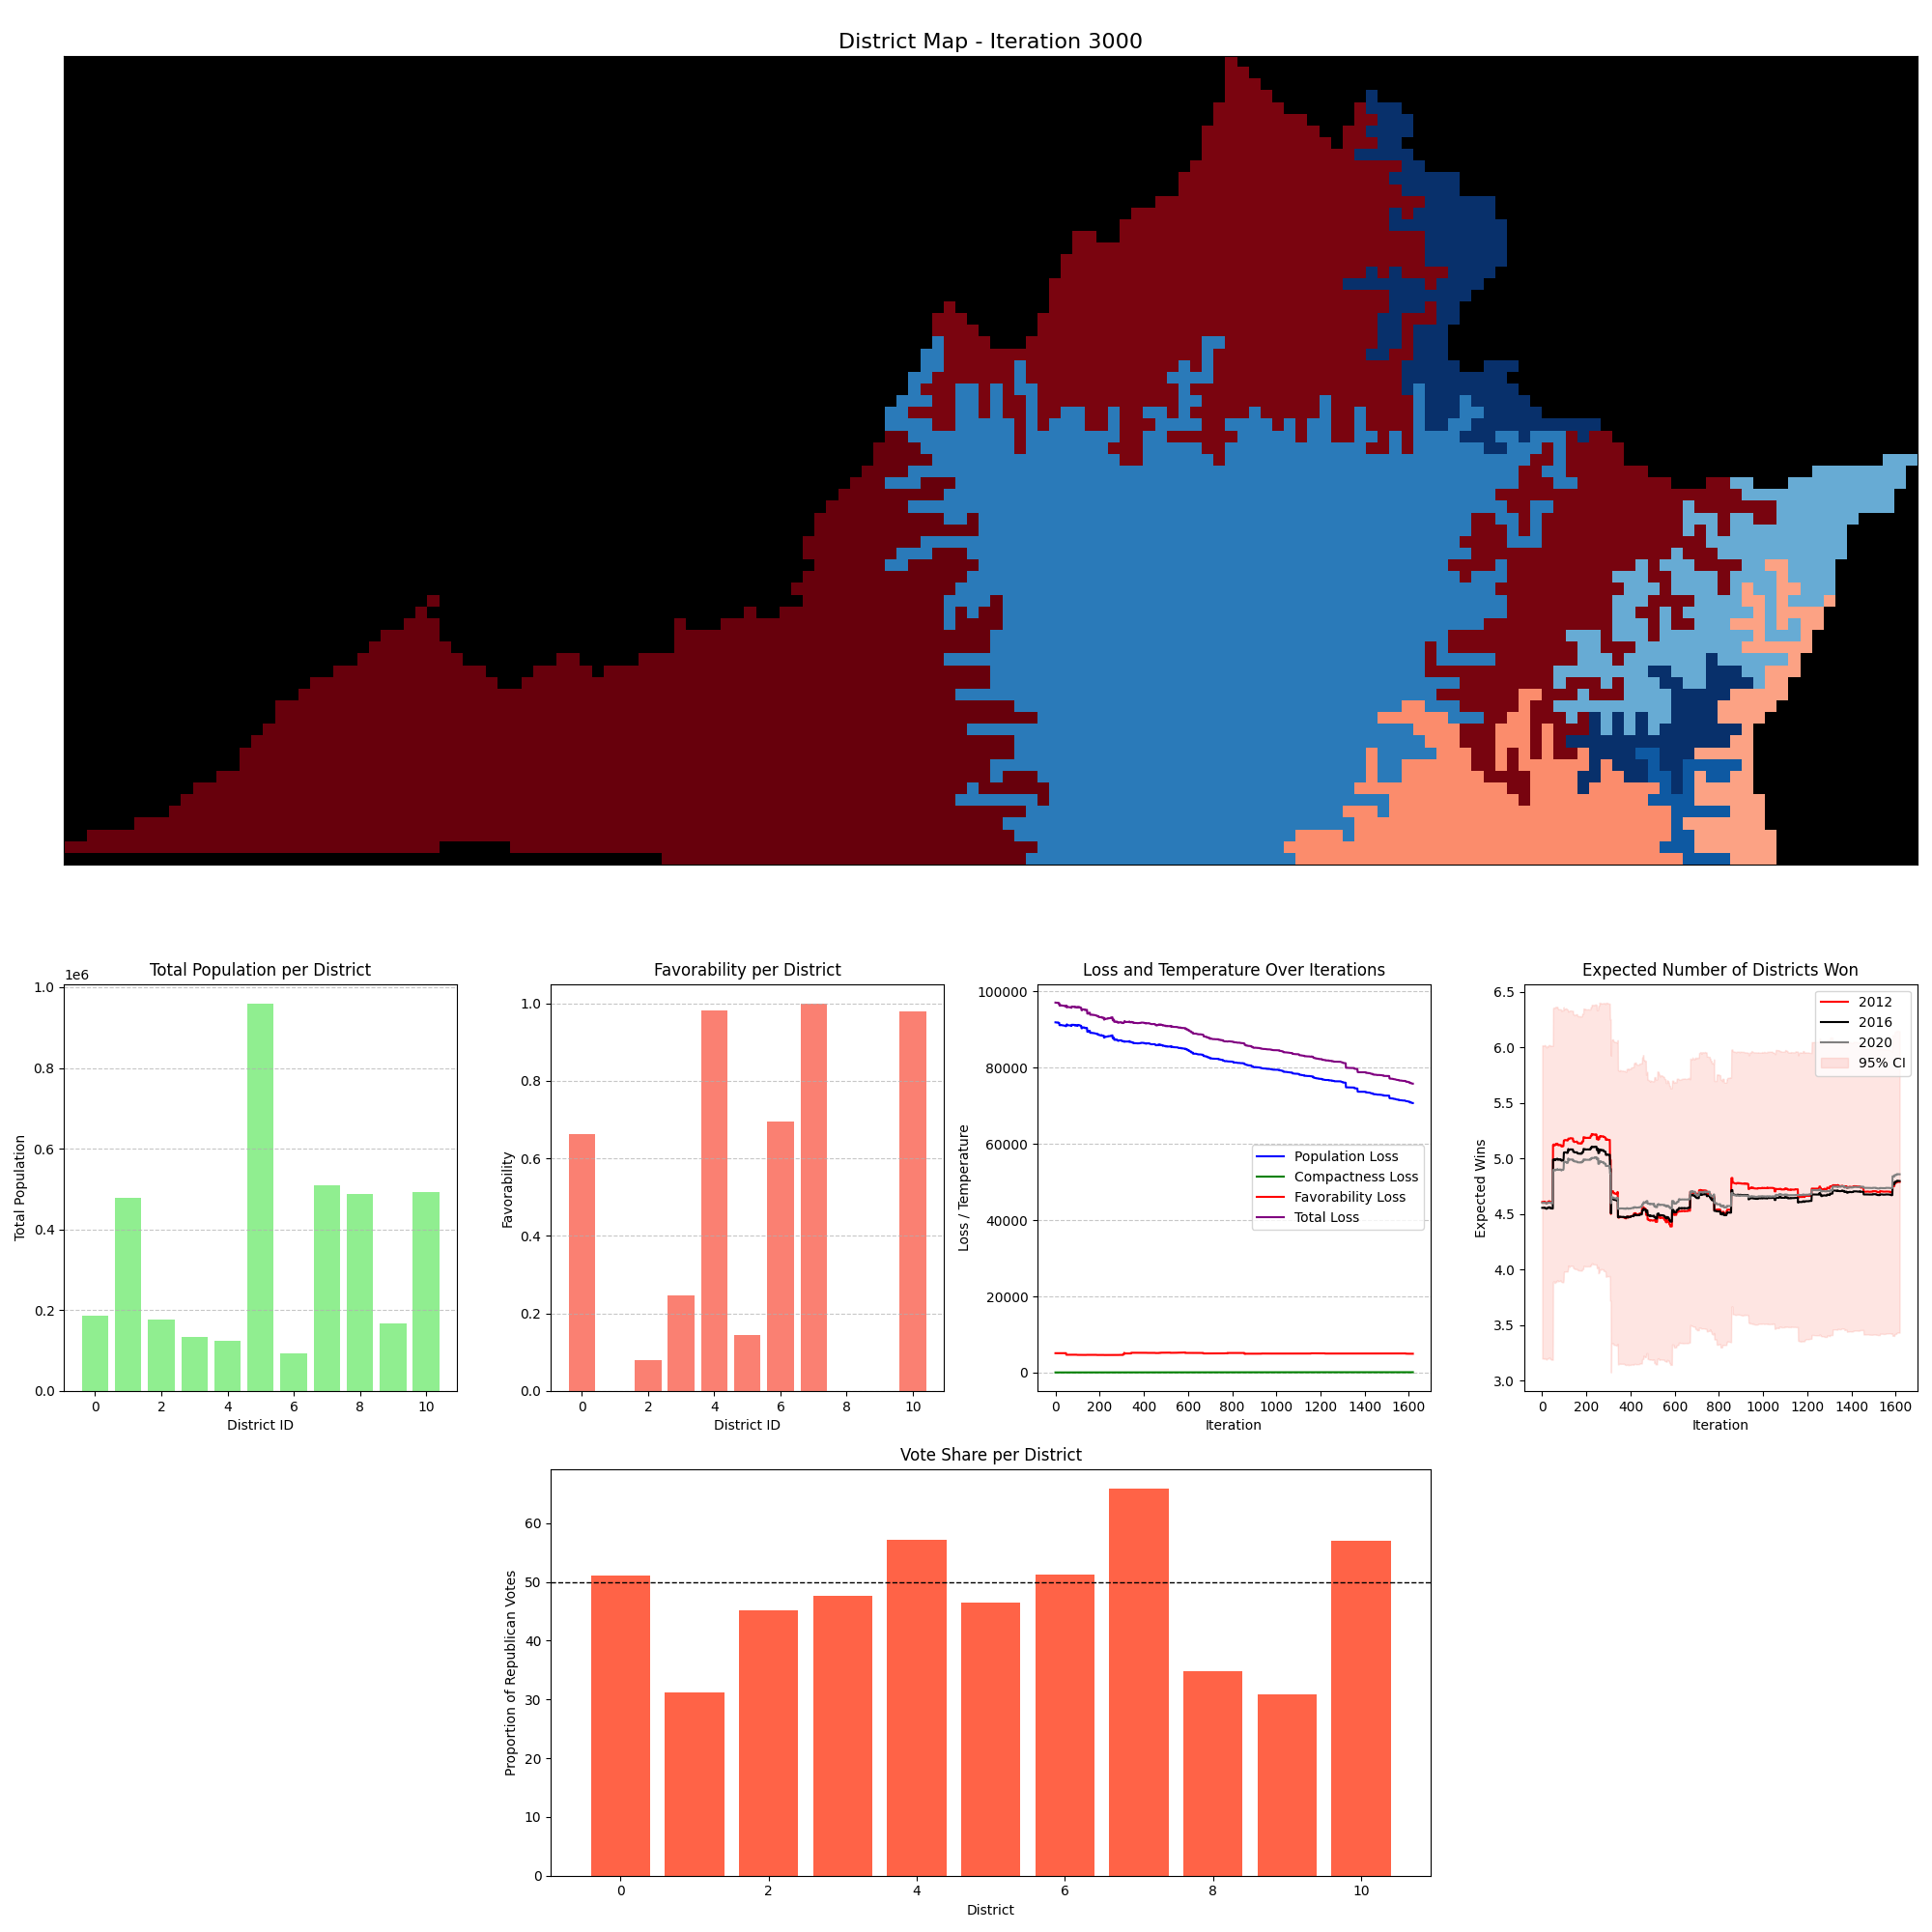 District Map - Iteration 3000
Total Population per District
1e6
1.0
0.8
0.6
0.4
0.2
0.0
Total Population
0 2 4 6 8 10
District ID
Favorability per District
1.0
0.8
0.6
0.4
0.2
0.0
Favorability
0 2 4 6 8 10
District ID
Loss and Temperature Over Iterations
100000
80000
60000
40000
20000
0
Loss / Temperature
Population Loss
Compactness Loss
Favorability Loss
Total Loss
0 200 400 600 800 1000 1200 1400 1600
Iteration
Expected Number of Districts Won
6.5
6.0
5.5
5.0
4.5
4.0
3.5
3.0
Expected Wins
2012
2016
2020
95% CI
0 200 400 600 800 1000 1200 1400 1600
Iteration
Vote Share per District
60
50
40
30
20
10
0
Proportion of Republican Votes
0 2 4 6 8 10
District